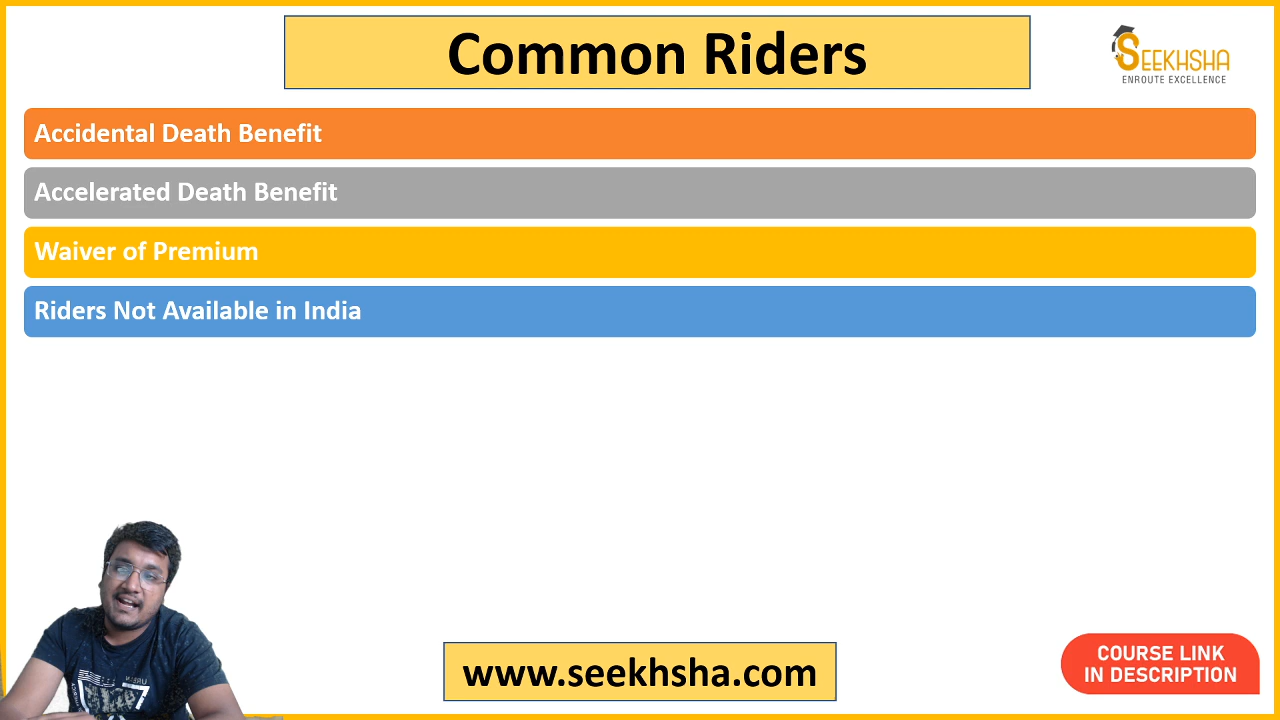 Common Riders
SEEKHSHA
ENROUTE EXCELLENCE
Accidental Death Benefit
Accelerated Death Benefit
Waiver of Premium
Riders Not Available in India
www.seekhsha.com
COURSE LINK
IN DESCRIPTION